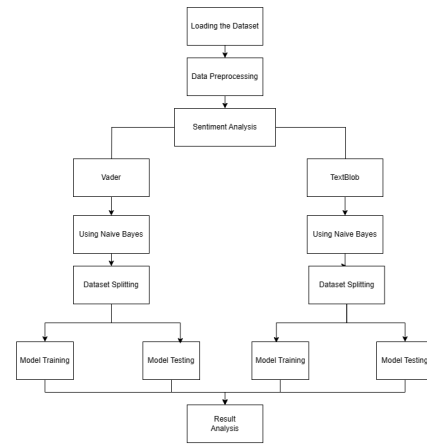 Loading the Dataset
Data Preprocessing
Sentiment Analysis
Vader
TextBlob
Using Naive Bayes
Using Naive Bayes
Dataset Splitting
Dataset Splitting
Model Training
Model Testing
Model Training
Model Testing
Result
Analysis